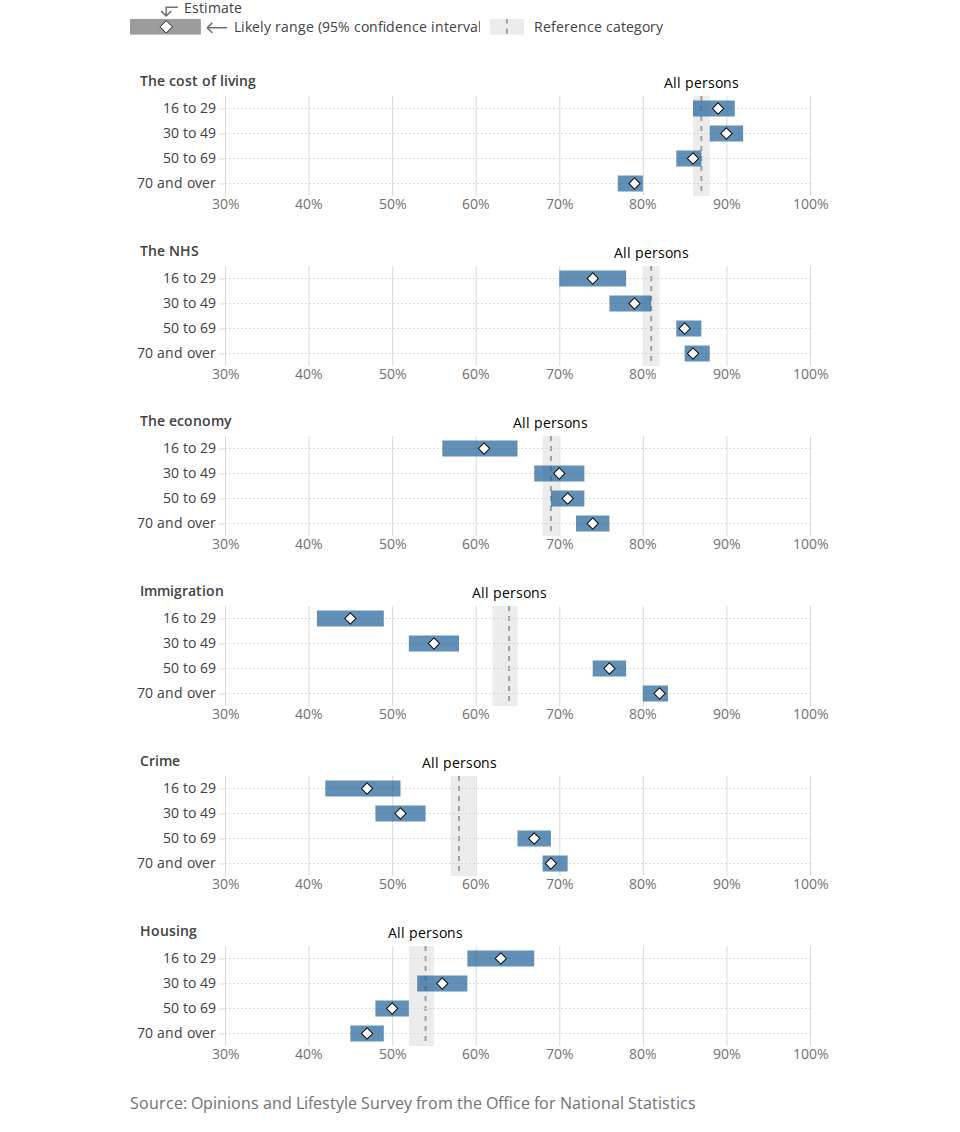 Estimate
Likely range (95% confidence interval
Reference category
The cost of living
All persons
16 to 29
30 to 49
50 to 69
70 and over
30% 40% 50% 60% 70% 80% 90% 100%
The NHS
All persons
16 to 29
30 to 49
50 to 69
70 and over
30% 40% 50% 60% 70% 80% 90% 100%
The economy
All persons
16 to 29
30 to 49
50 to 69
70 and over
30% 40% 50% 60% 70% 80% 90% 100%
Immigration
All persons
16 to 29
30 to 49
50 to 69
70 and over
30% 40% 50% 60% 70% 80% 90% 100%
Crime
All persons
16 to 29
30 to 49
50 to 69
70 and over
30% 40% 50% 60% 70% 80% 90% 100%
Housing
All persons
16 to 29
30 to 49
50 to 69
70 and over
30% 40% 50% 60% 70% 80% 90% 100%
Source: Opinions and Lifestyle Survey from the Office for National Statistics